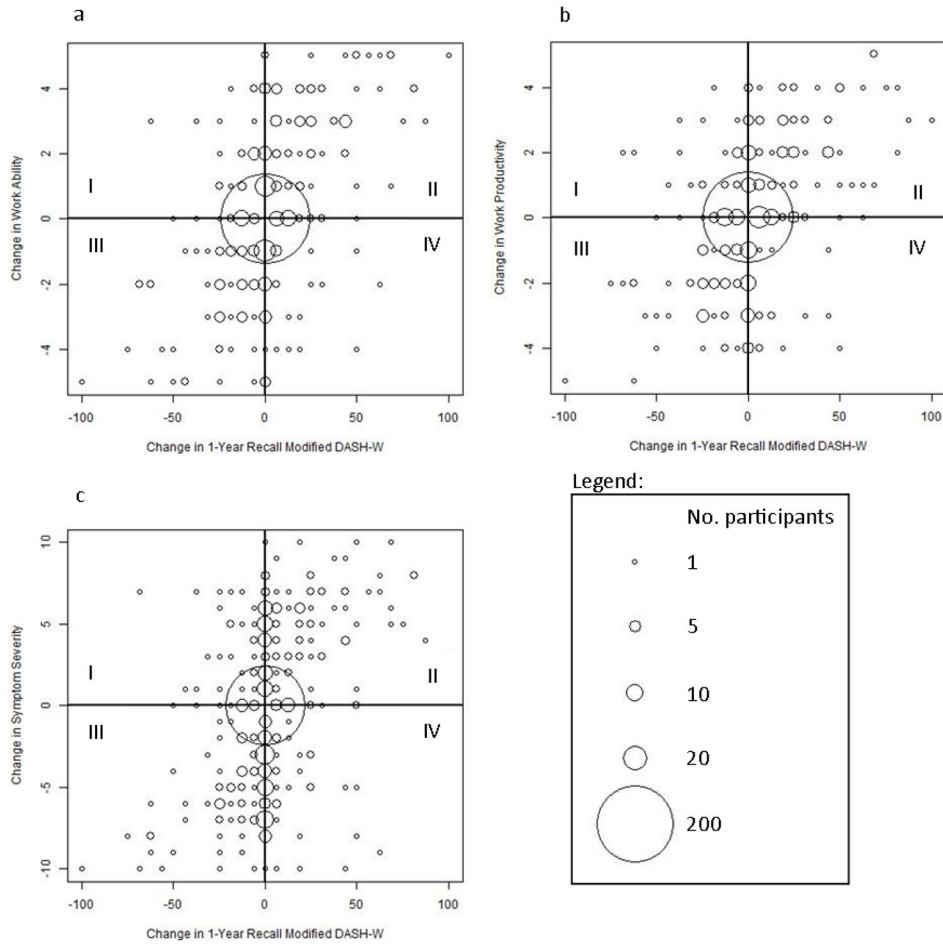 a
Change in Work Ability
4
2
0
-2
-4
I
II
III
IV
-100 -50 0 50 100
Change in 1-Year Recall Modified DASH-W
b
Change in Work Productivity
4
2
0
-2
-4
I
II
III
IV
-100 -50 0 50 100
Change in 1-Year Recall Modified DASH-W
c
Change in Symptom Severity
10
5
0
-5
-10
I
II
III
IV
-100 -50 0 50 100
Change in 1-Year Recall Modified DASH-W
Legend:
No. participants
1
5
10
20
200